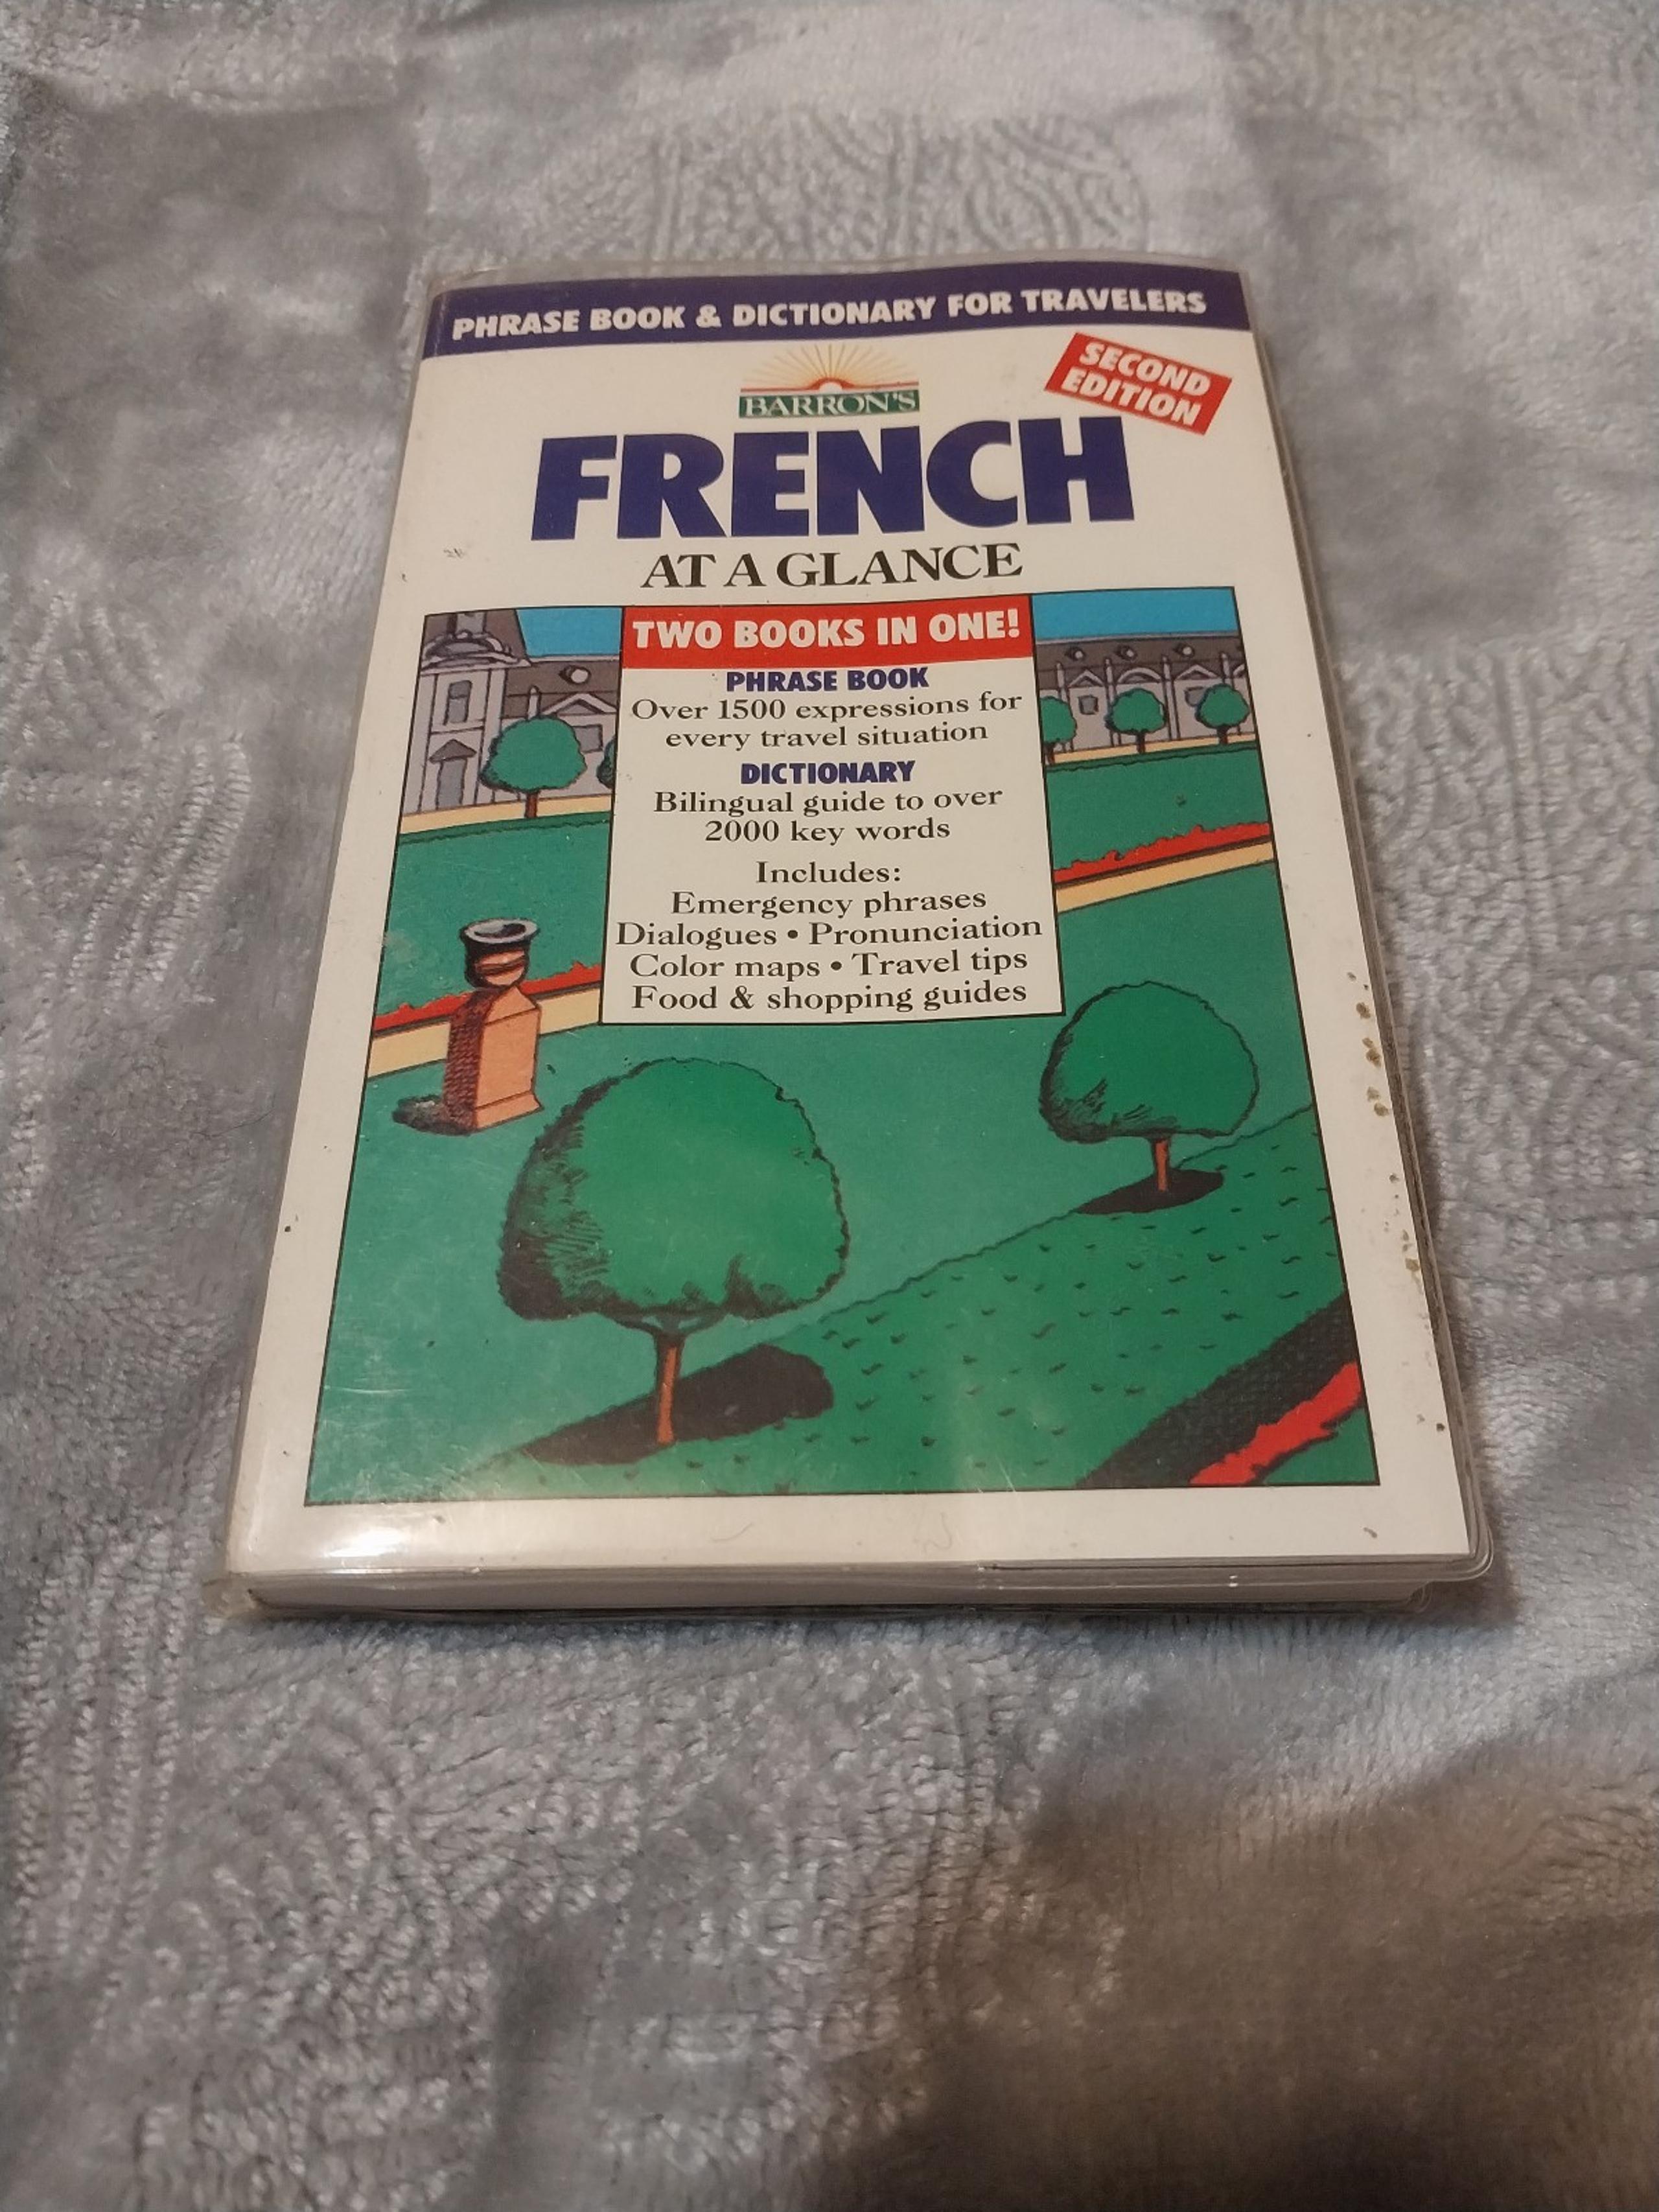 PHRASE BOOK & DICTIONARY FOR TRAVELERS
SECOND
EDITION
BARRON'S
FRENCH
AT A GLANCE
TWO BOOKS IN ONE!
PHRASE BOOK
Over 1500 expressions for
every travel situation
DICTIONARY
Bilingual guide to over
2000 key words
Includes:
Emergency phrases
Dialogues • Pronunciation
Color maps • Travel tips
Food & shopping guides